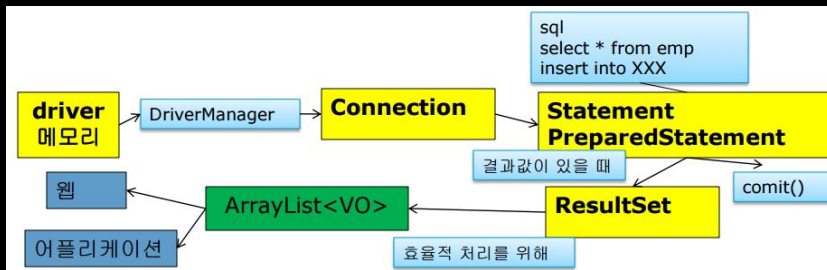 sql
select * from emp
insert into XXX
driver
메모리
DriverManager
Connection
Statement
PreparedStatement
결과값이 있을 때
comit()
웹
ArrayList<VO>
ResultSet
어플리케이션
효율적 처리를 위해